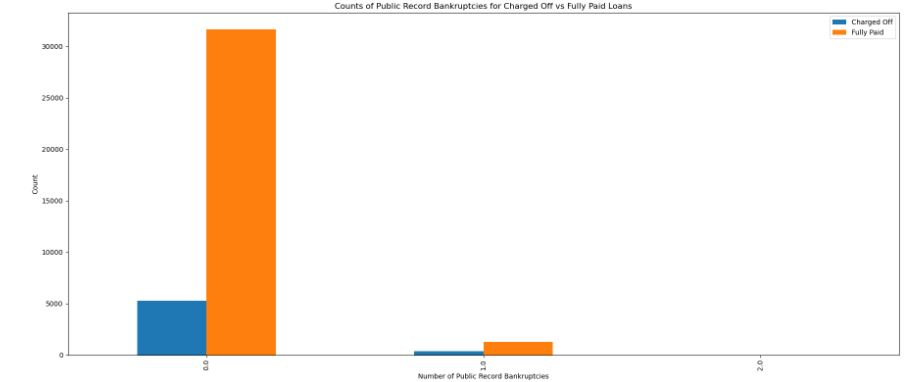 Counts of Public Record Bankruptcies for Charged Off vs Fully Paid Loans
Charged Off
Fully Paid
30000
25000
20000
15000
10000
5000
0
Count
0.0
1.0
2.0
Number of Public Record Bankruptcies